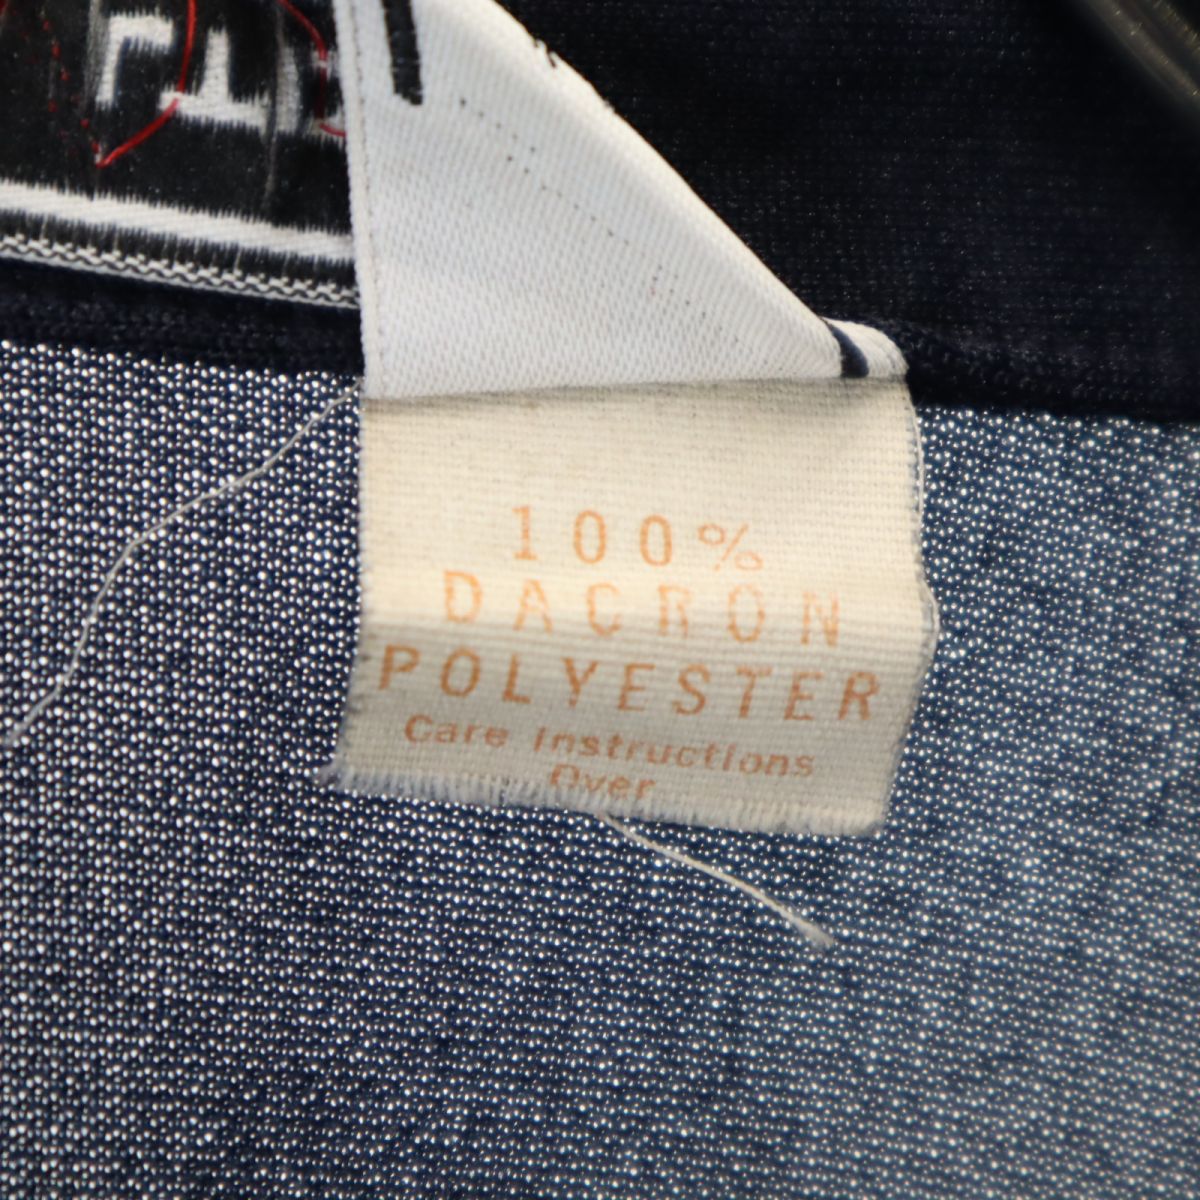 100%
DACRON
POLYESTER
Care Instructions
Over